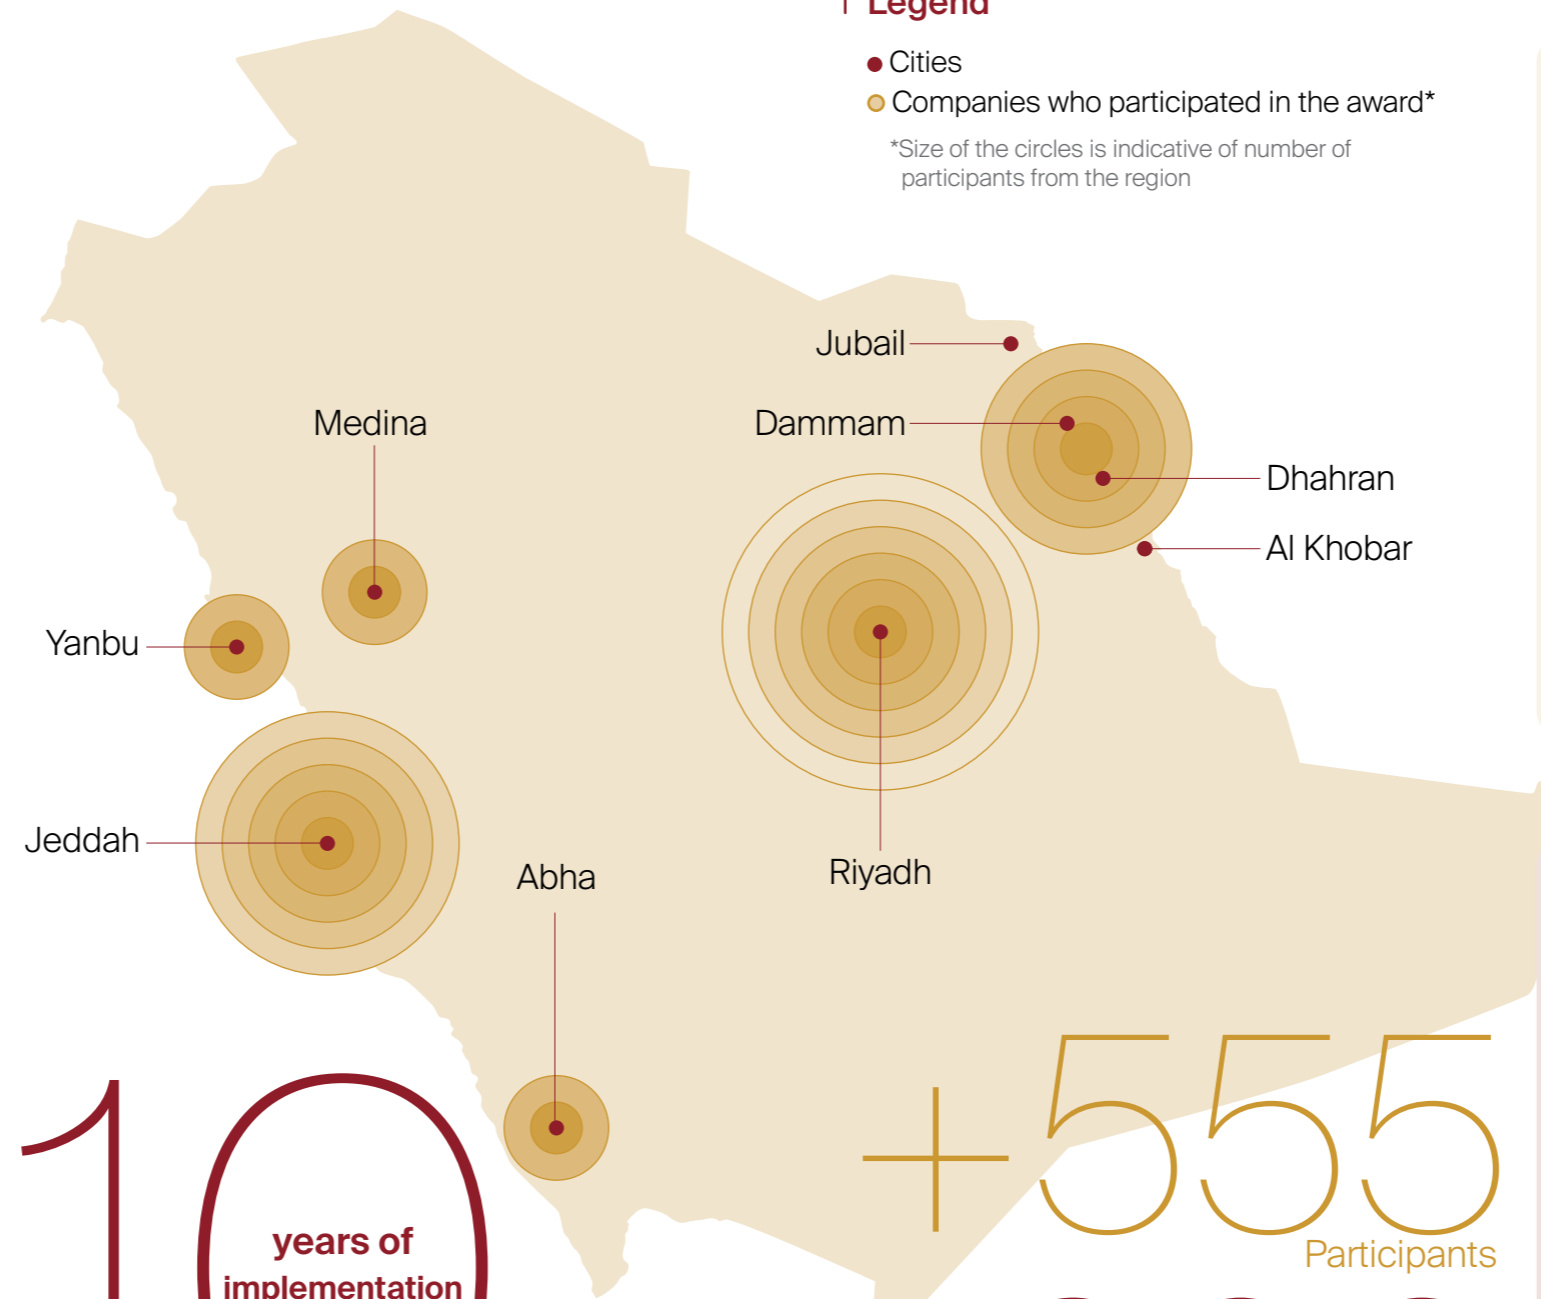 Legend
Cities
Companies who participated in the award*
*Size of the circles is indicative of number of
participants from the region
Jubail
Dammam
Medina
Dhahran
Al Khobar
Yanbu
Jeddah
Abha
Riyadh
10
years of
implementation
+555
Participants